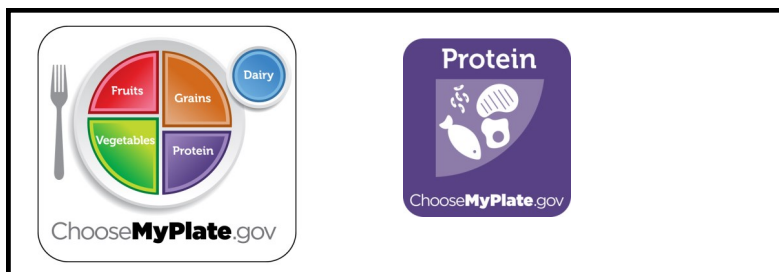 Fruits
Grains
Dairy
Vegetables
Protein
ChooseMyPlate.gov
Protein
ChooseMyPlate.gov